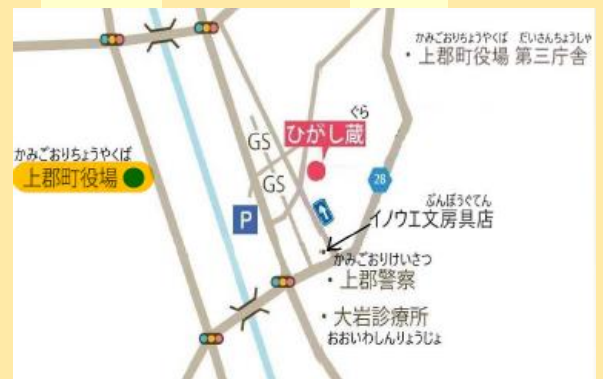 かみごおりちょうやくば だいさんちょうしゃ
・上郡町役場 第三庁舎
ぐら
ひがし蔵
GS
かみごおりちょうやくば
上郡町役場
GS
28
P
ぶんぼうぐてん
イノウエ文房具店
かみごおりけいさつ
・上郡警察
・大岩診療所
おおいわしんりょうじょ